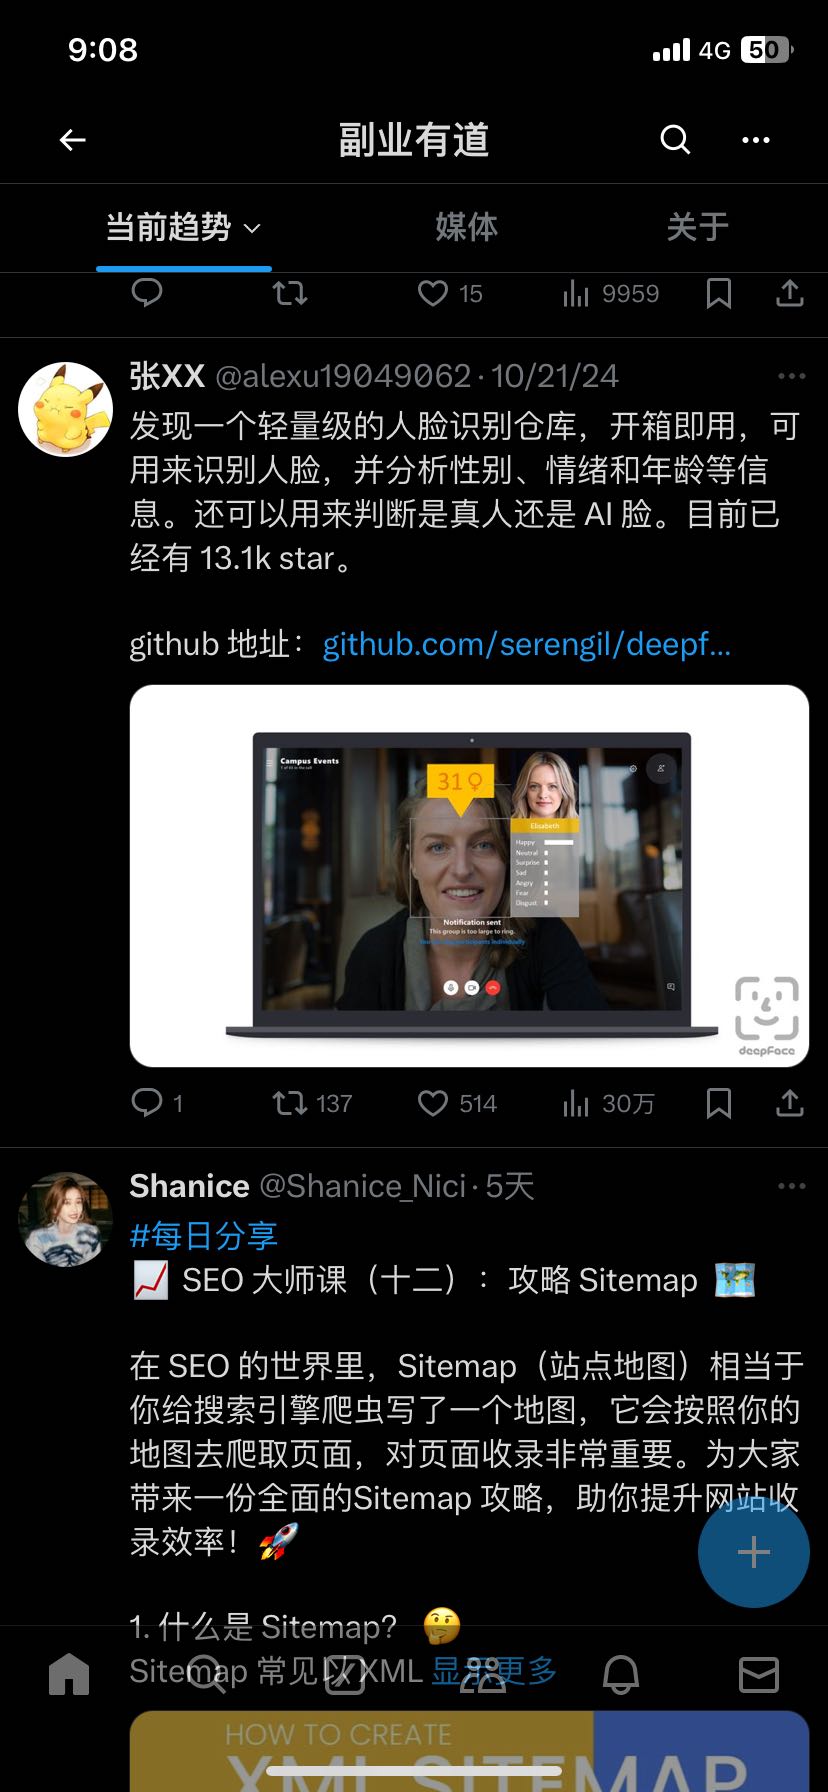 9:08
4G 50
副业有道
当前趋势 媒体 关于
15 9959
张XX @alexu19049062·10/21/24
发现一个轻量级的人脸识别仓库，开箱即用，可
用来识别人脸，并分析性别、情绪和年龄等信
息。还可以用来判断是真人还是 AI 脸。目前已
经有 13.1k star。
github 地址：github.com/serengil/deepf…
Campus Events
31♀
Elisabeth
Happy
Neutral
Surprise
Sad
Angry
Fear
Disgust
Notification sent
This group is too large to ring.
deepFace
1 137 514 30万
Shanice @Shanice_Nici·5天
#每日分享
📈 SEO 大师课（十二）：攻略 Sitemap 🗺️
在 SEO 的世界里，Sitemap（站点地图）相当于
你给搜索引擎爬虫写了一个地图，它会按照你的
地图去爬取页面，对页面收录非常重要。为大家
带来一份全面的Sitemap 攻略，助你提升网站收
录效率！🚀
1. 什么是 Sitemap？ 🤔
Sitemap 常见以 XML 显示更多
HOW TO CREATE
XML SITEMAP